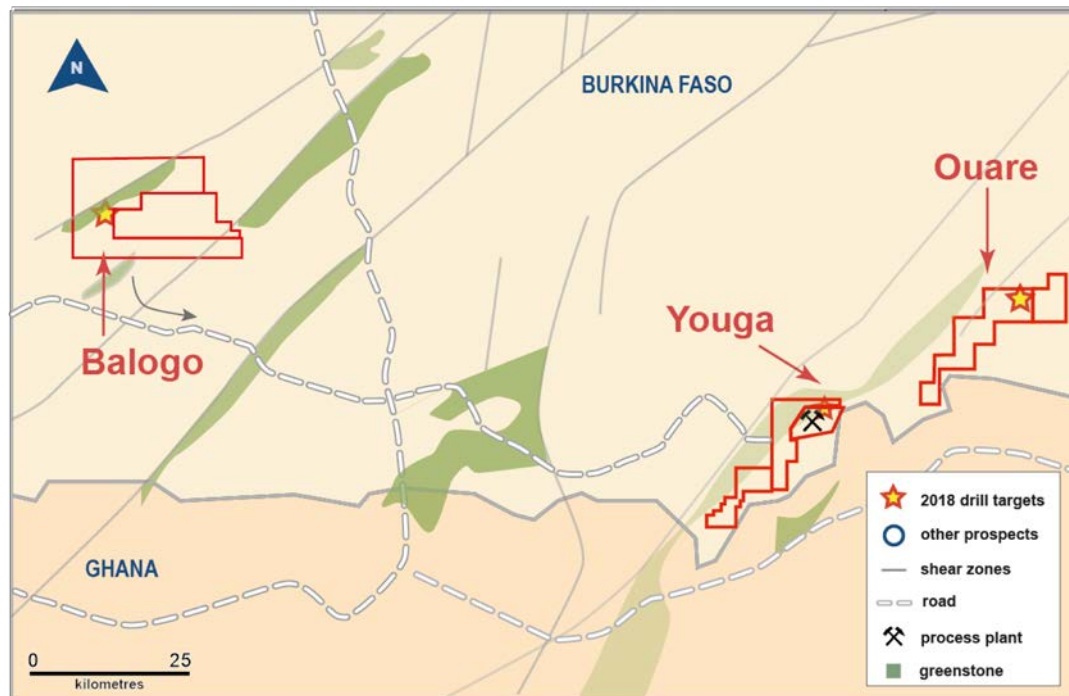 N
BURKINA FASO
Ouare
Youga
Balogo
GHANA
2018 drill targets
other prospects
shear zones
road
process plant
greenstone
0 25
kilometres